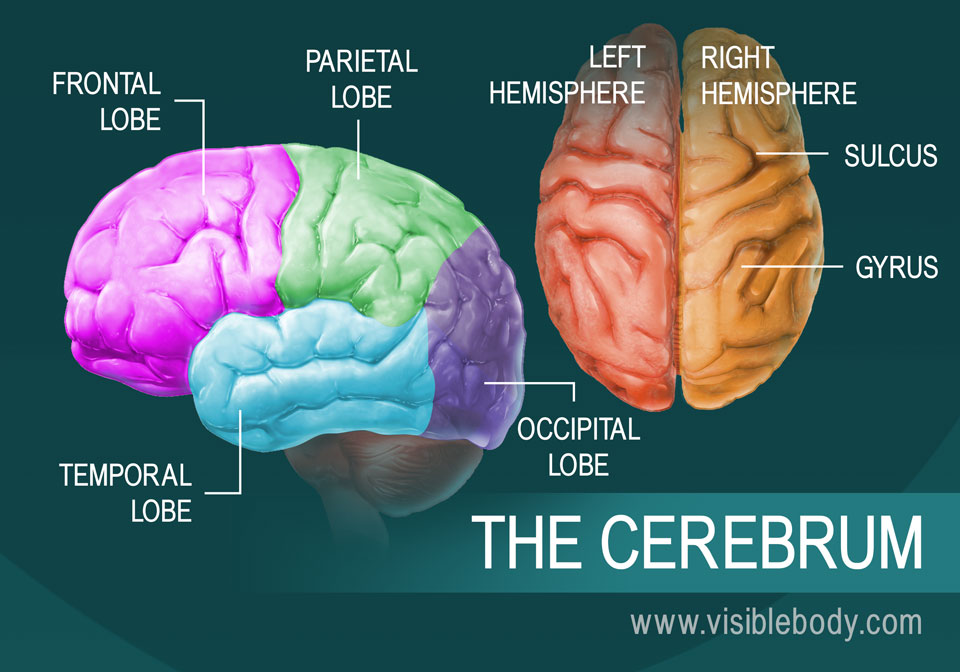 FRONTAL
LOBE
PARIETAL
LOBE
LEFT
HEMISPHERE
RIGHT
HEMISPHERE
SULCUS
GYRUS
OCCIPITAL
LOBE
TEMPORAL
LOBE
THE CEREBRUM
www.visiblebody.com